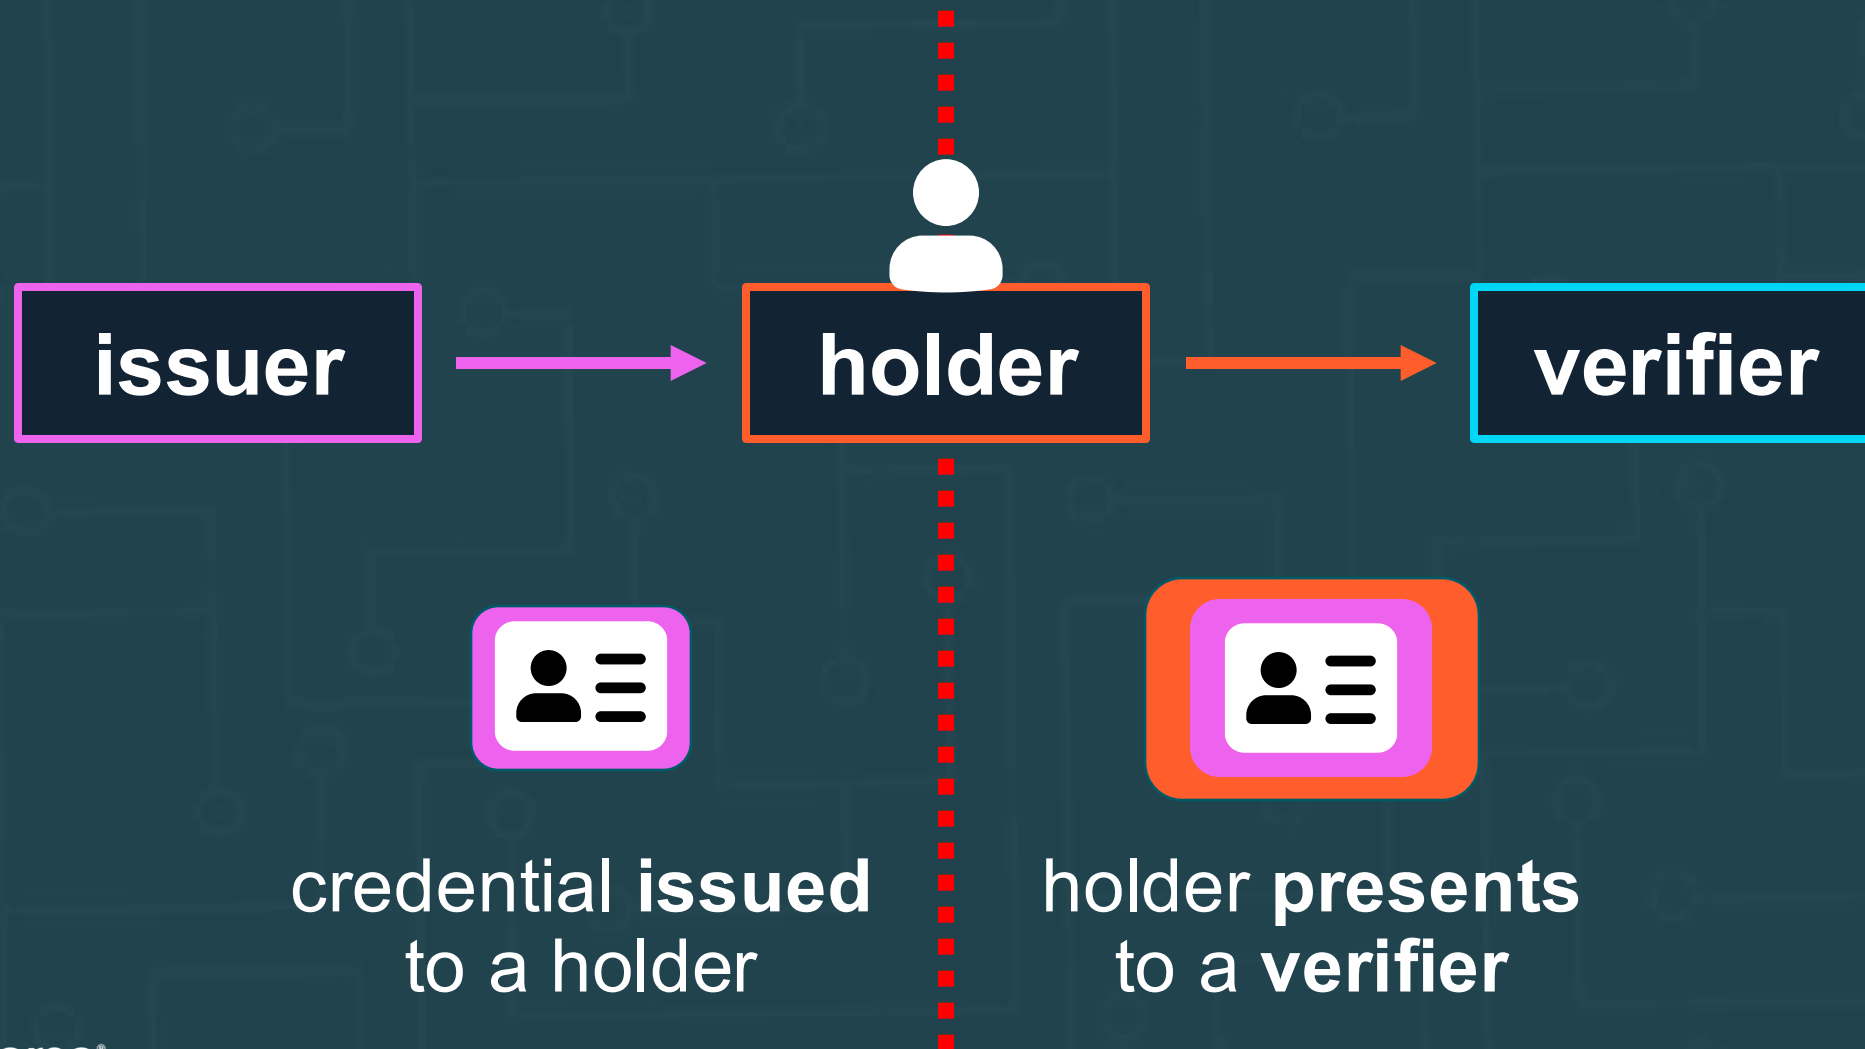 issuer
holder
verifier
credential issued
to a holder
holder presents
to a verifier